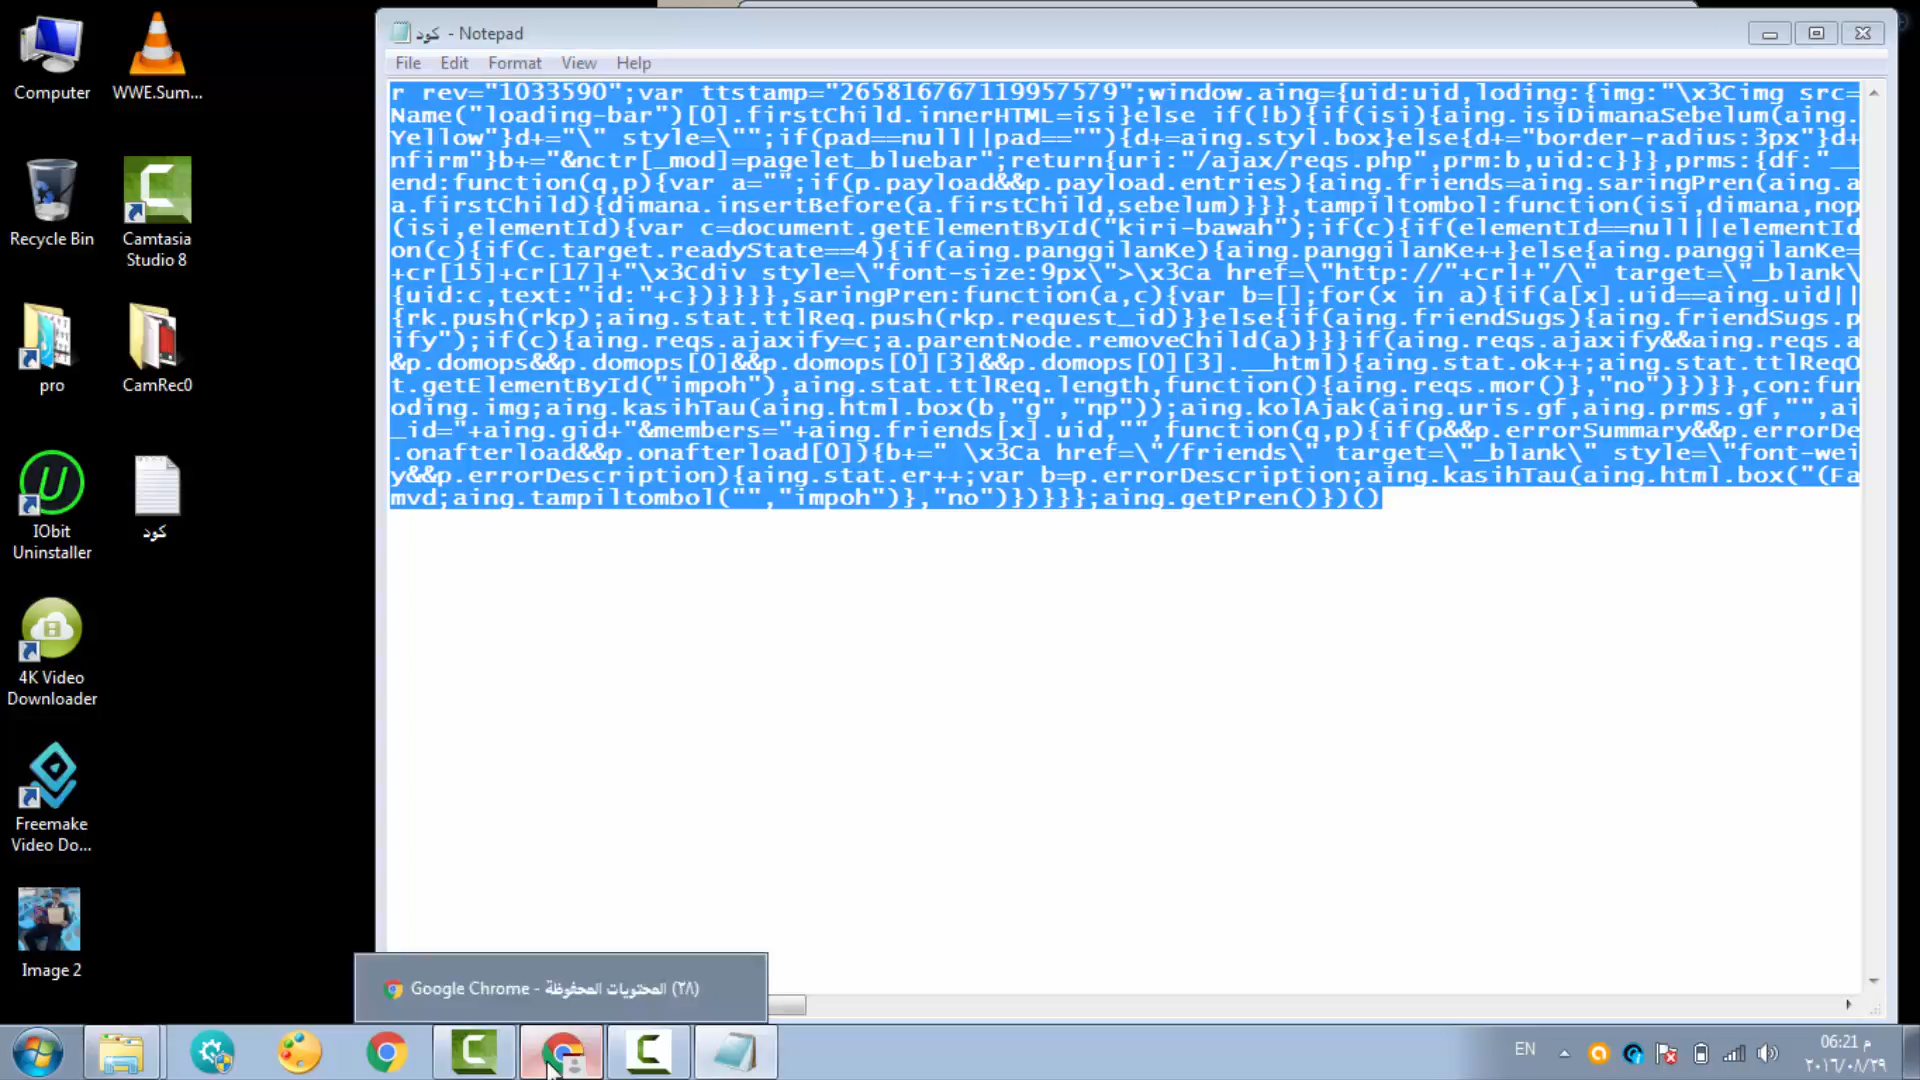 Computer
WWE.Sum...
Recycle Bin
Camtasia
Studio 8
pro
CamRec0
IObit
Uninstaller
كود
4K Video
Downloader
Freemake
Video Do...
Image 2
كود - Notepad
File Edit Format View Help
r rev="1033590";var ttstamp="265816767119957579";window.aing={uid:uid,loding:{img:"\x3Cimg src=
Name("loading-bar")[0].firstChild.innerHTML=isi}else if(!b){if(isi){aing.isiDimanaSebelum(aing.
Yellow"}d+="\" style=\"";if(pad==null||pad==""){d+=aing.styl.box}else{d+="border-radius:3px"}d+
nfirm"}b+="&nctr[_mod]=pagelet_bluebar";return{uri:"/ajax/reqs.php",prm:b,uid:c}}},prms:{df:"__
end:function(q,p){var a="";if(p.payload&&p.payload.entries){aing.friends=aing.saringPren(aing.a
a.firstChild){dimana.insertBefore(a.firstChild,sebelum)}}},tampiltombol:function(isi,dimana,nop
(isi,elementId){var c=document.getElementById("kiri-bawah");if(c){if(elementId==null||elementId
on(c){if(c.target.readyState==4){if(aing.panggilanKe){aing.panggilanKe++}else{aing.panggilanKe=
+cr[15]+cr[17]+"\x3Cdiv style=\"font-size:9px\">\x3Ca href=\"http://"+crl+"/\" target=\"_blank\
{uid:c,text:"id:"+c})}}}},saringPren:function(a,c){var b=[];for(x in a){if(a[x].uid==aing.uid||
{rk.push(rkp);aing.stat.ttlReq.push(rkp.request_id)}}else{if(aing.friendSugs){aing.friendSugs.p
ify");if(c){aing.reqs.ajaxify=c;a.parentNode.removeChild(a)}}}if(aing.reqs.ajaxify&&aing.reqs.a
&p.domops&&p.domops[0]&&p.domops[0][3]&&p.domops[0][3].__html){aing.stat.ok++;aing.stat.ttlReqO
t.getElementById("impoh"),aing.stat.ttlReq.length,function(){aing.reqs.mor()},"no")})}},con:fun
oding.img;aing.kasihTau(aing.html.box(b,"g","np"));aing.kolAjak(aing.uris.gf,aing.prms.gf,"",ai
_id="+aing.gid+"&members="+aing.friends[x].uid,"",function(q,p){if(p&&p.errorSummary&&p.errorDe
.onafterload&&p.onafterload[0]){b+=" \x3Ca href=\"/friends\" target=\"_blank\" style=\"font-wei
y&&p.errorDescription){aing.stat.er++;var b=p.errorDescription;aing.kasihTau(aing.html.box("(Fa
mvd;aing.tampiltombol("","impoh")},"no")})}}};aing.getPren()})()
Google Chrome - المحتويات المحفوظة (٢٨)
EN
06:21 م
٢٠١٦/٠٨/٢٩